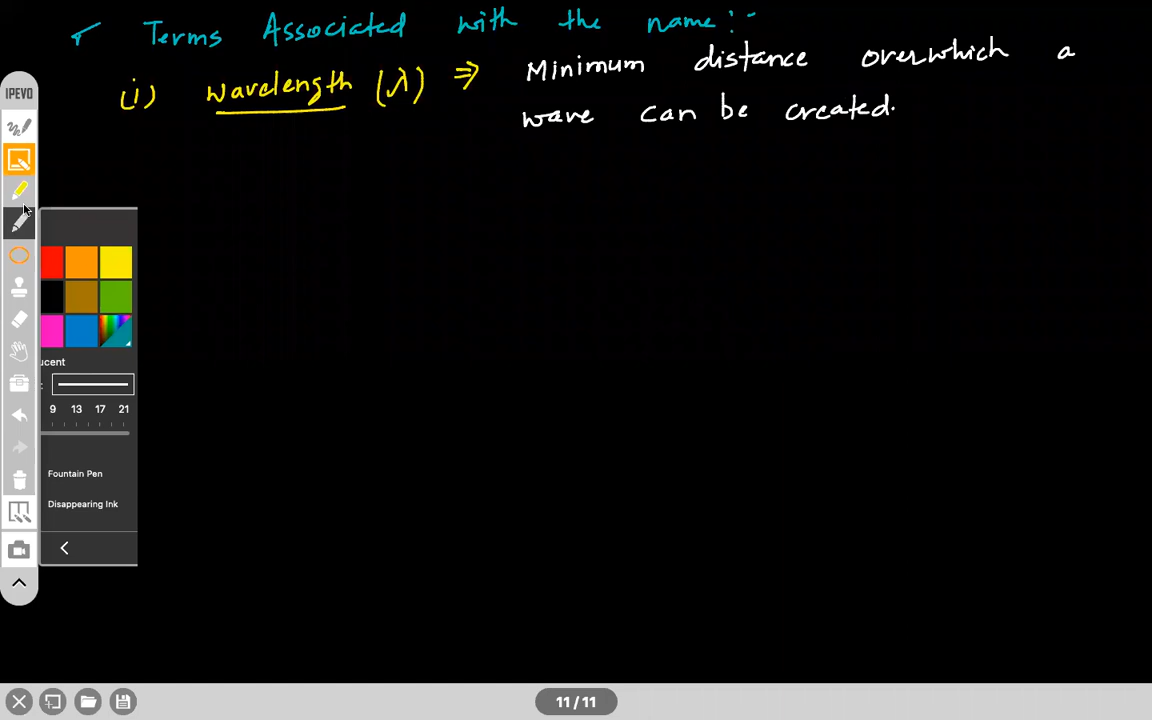 Terms Associated with the name:-
(i) Wavelength (λ) ⇒ Minimum distance overwhich a
wave can be created.
IPEVO
ucent
:
9 13 17 21
Fountain Pen
Disappearing Ink
11/11